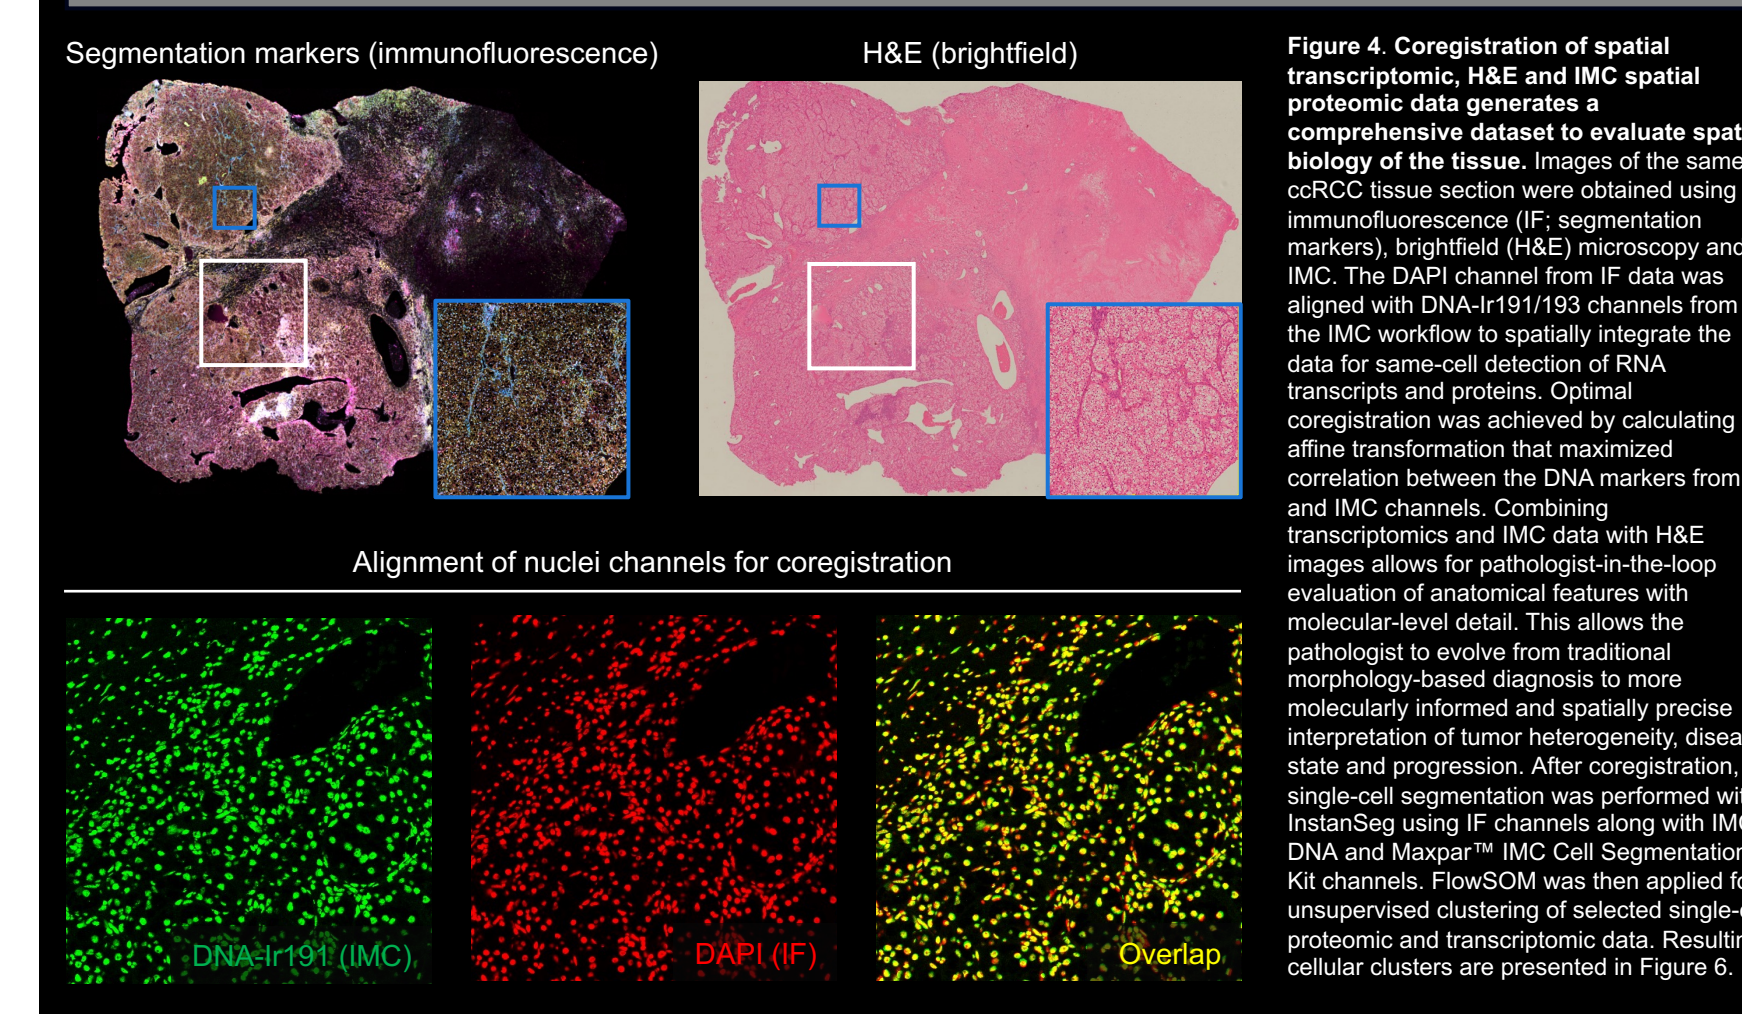 Segmentation markers (immunofluorescence)
H&E (brightfield)
Alignment of nuclei channels for coregistration
DNA-Ir191 (IMC)
DAPI (IF)
Overlap
Figure 4. Coregistration of spatial
transcriptomic, H&E and IMC spatial
proteomic data generates a
comprehensive dataset to evaluate
biology of the tissue. Images of the same
ccRCC tissue section were obtained using
immunofluorescence (IF; segmentation
markers), brightfield (H&E) microscopy and
IMC. The DAPI channel from IF data was
aligned with DNA-Ir191/193 channels from
the IMC workflow to spatially integrate the
data for same-cell detection of RNA
transcripts and proteins. Optimal
coregistration was achieved by calculating
affine transformation that maximized
correlation between the DNA markers from
and IMC channels. Combining
transcriptomics and IMC data with H&E
images allows for pathologist-in-the-loop
evaluation of anatomical features with
molecular-level detail. This allows the
pathologist to evolve from traditional
morphology-based diagnosis to more
molecularly informed and spatially precise
interpretation of tumor heterogeneity,
state and progression. After coregistration,
single-cell segmentation was performed
InstanSeg using IF channels along with
DNA and Maxpar™ IMC Cell Segmentation
Kit channels. FlowSOM was then applied
unsupervised clustering of selected
proteomic and transcriptomic data.
cellular clusters are presented in Figure 6.